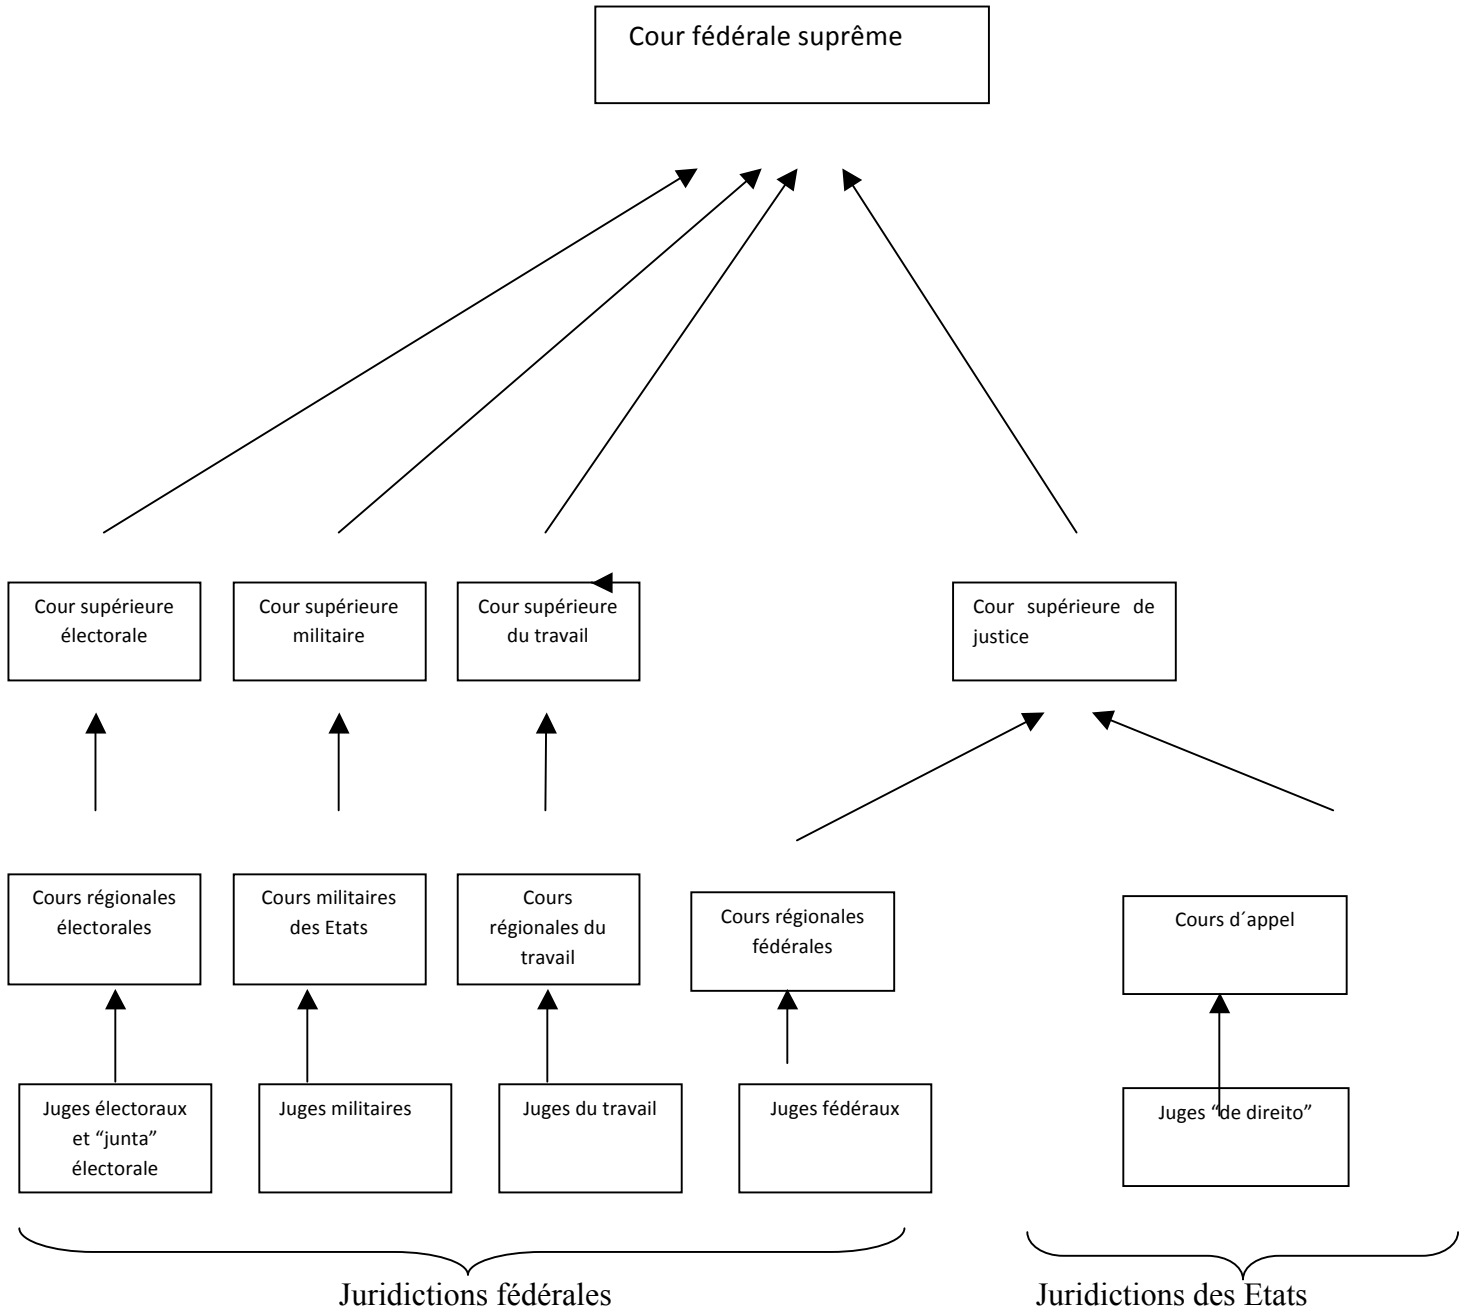 Cour fédérale suprême
Cour supérieure
électorale
Cour supérieure
militaire
Cour supérieure
du travail
Cour supérieure de
justice
Cours régionales
électorales
Cours militaires
des Etats
Cours
régionales du
travail
Cours régionales
fédérales
Cours d´appel
Juges électoraux
et “junta”
électorale
Juges militaires
Juges du travail
Juges fédéraux
Juges “de direito”
Juridictions fédérales
Juridictions des Etats